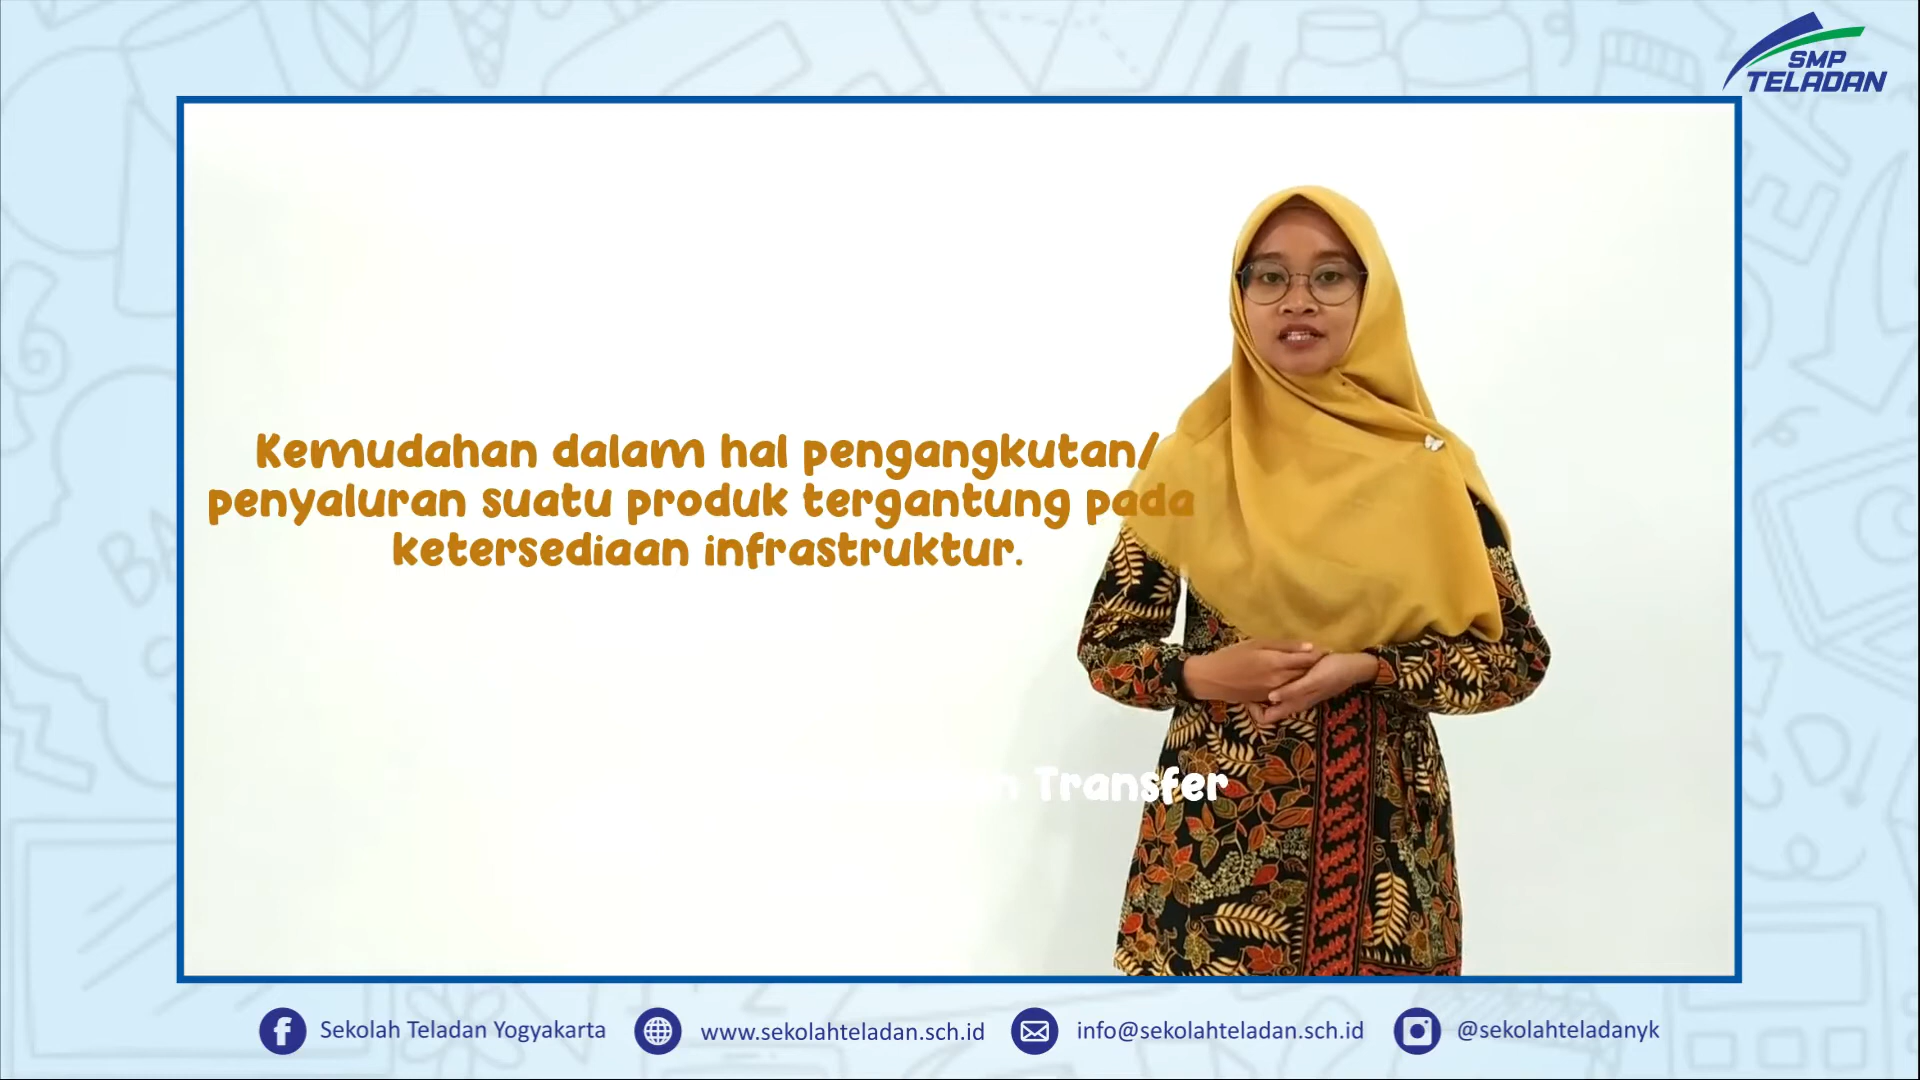 SMP
TELADAN
Kemudahan dalam hal pengangkutan/
penyaluran suatu produk tergantung pada
ketersediaan infrastruktur.
Transfer
Sekolah Teladan Yogyakarta
www.sekolahteladan.sch.id
info@sekolahteladan.sch.id
@sekolahteladanyk